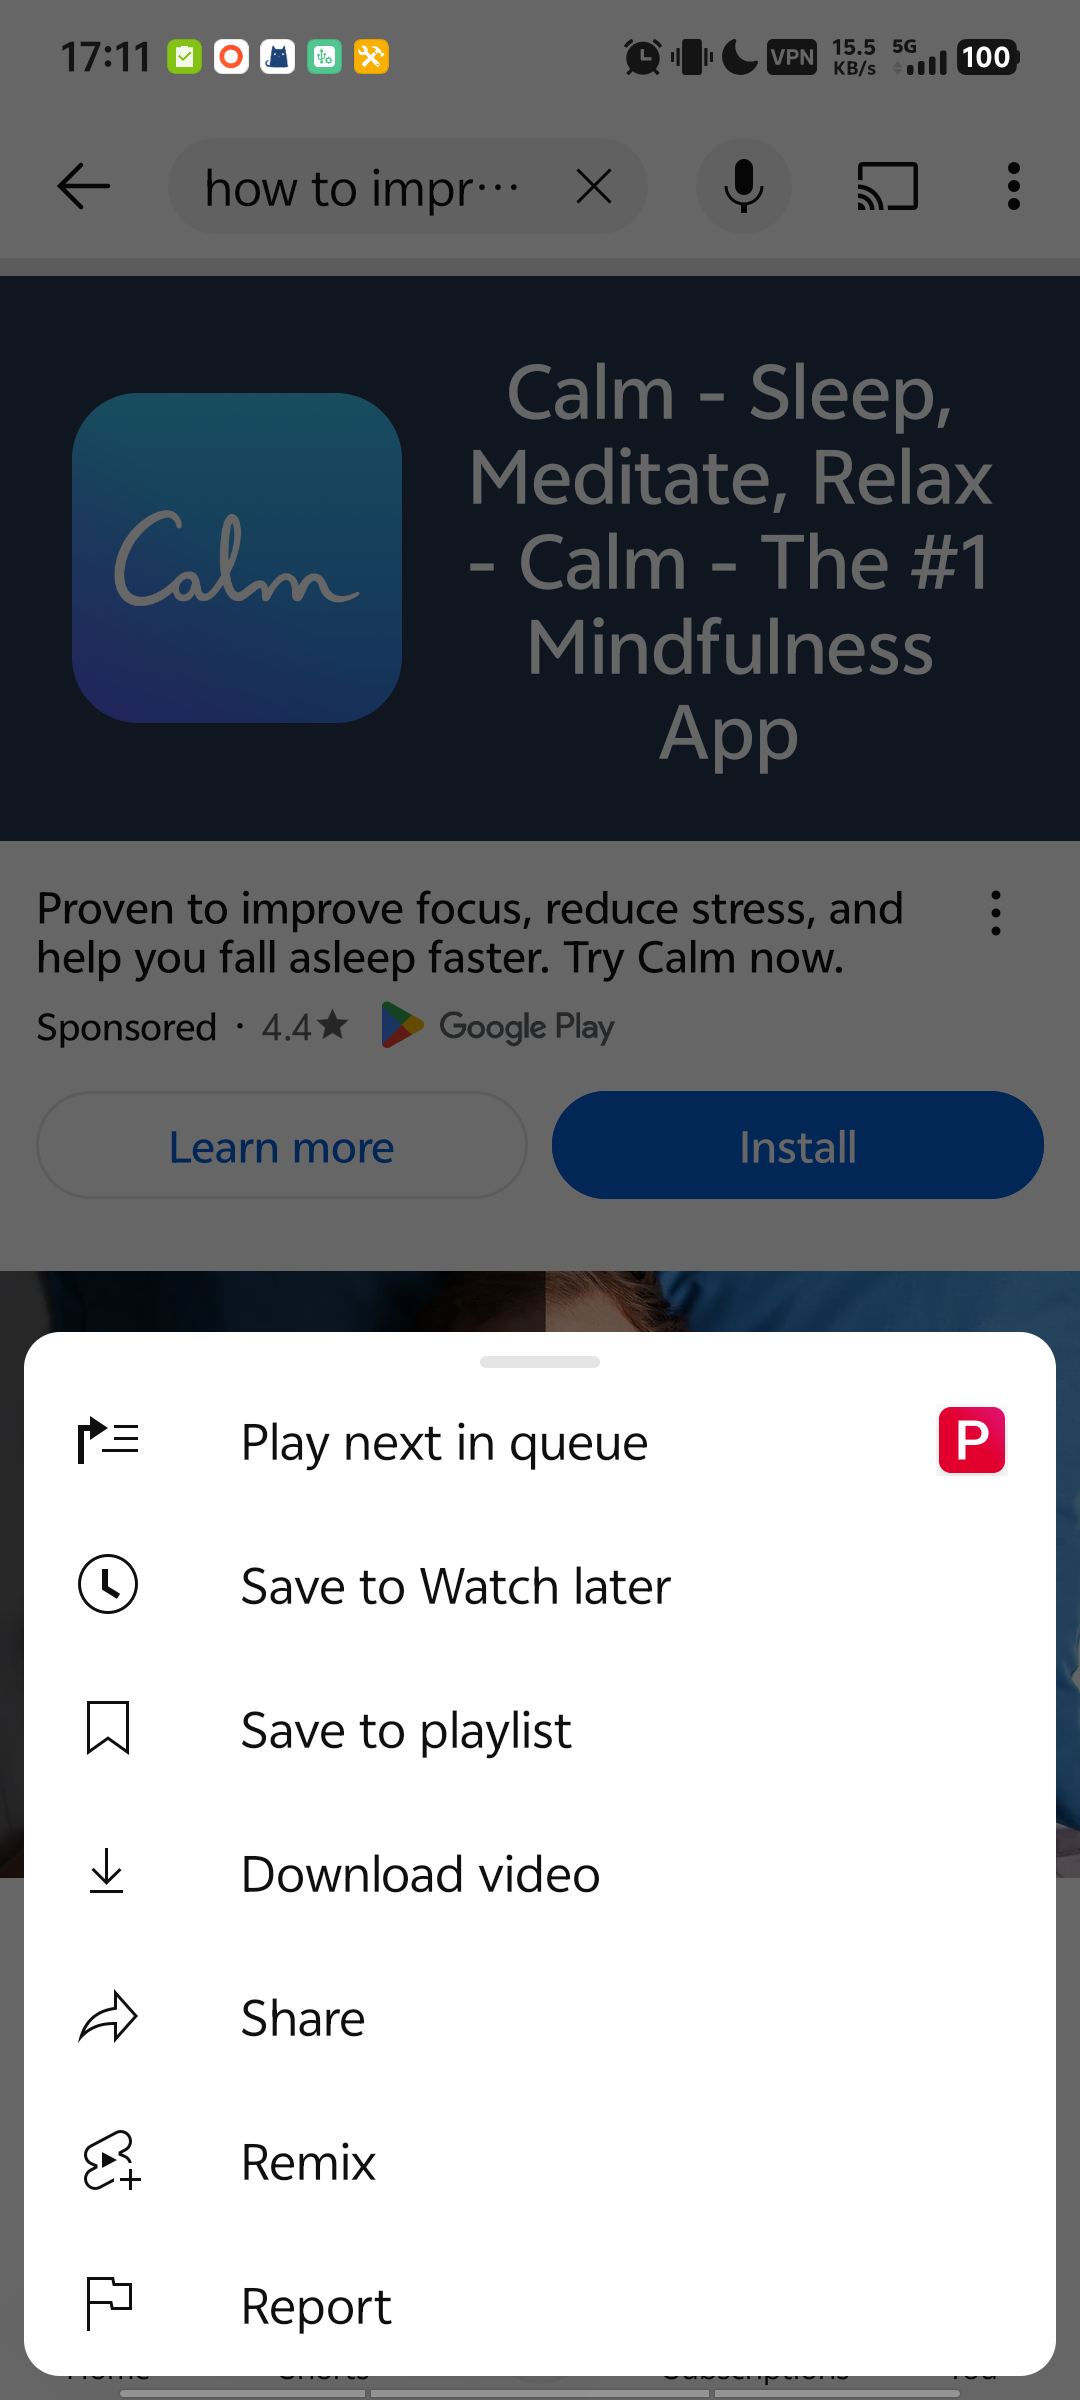 17:11
VPN
15.5
KB/s
5G
100
how to impr···
Calm
Calm - Sleep,
Meditate, Relax
- Calm - The #1
Mindfulness
App
Proven to improve focus, reduce stress, and
help you fall asleep faster. Try Calm now.
Sponsored · 4.4★ Google Play
Learn more
Install
Play next in queue
P
Save to Watch later
Save to playlist
Download video
Share
Remix
Report